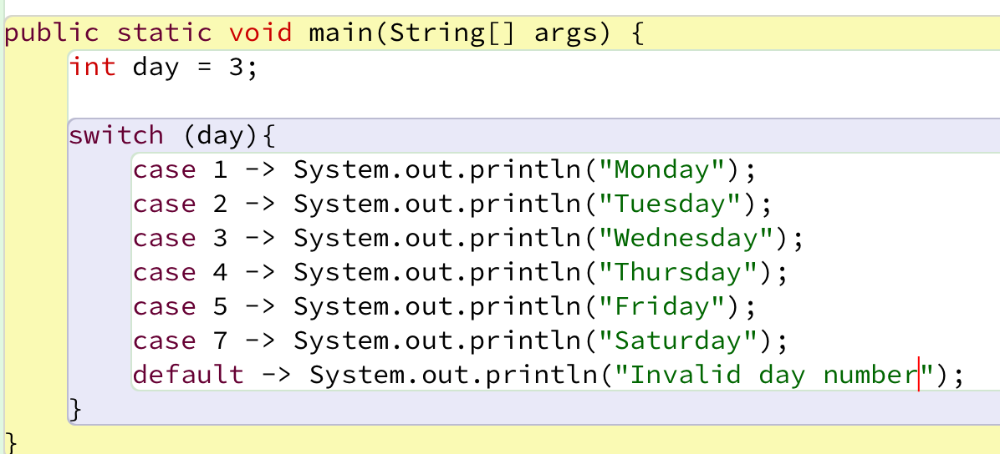 public static void main(String[] args) {
int day = 3;
switch (day){
case 1 -> System.out.println("Monday");
case 2 -> System.out.println("Tuesday");
case 3 -> System.out.println("Wednesday");
case 4 -> System.out.println("Thursday");
case 5 -> System.out.println("Friday");
case 7 -> System.out.println("Saturday");
default -> System.out.println("Invalid day number");
}
}